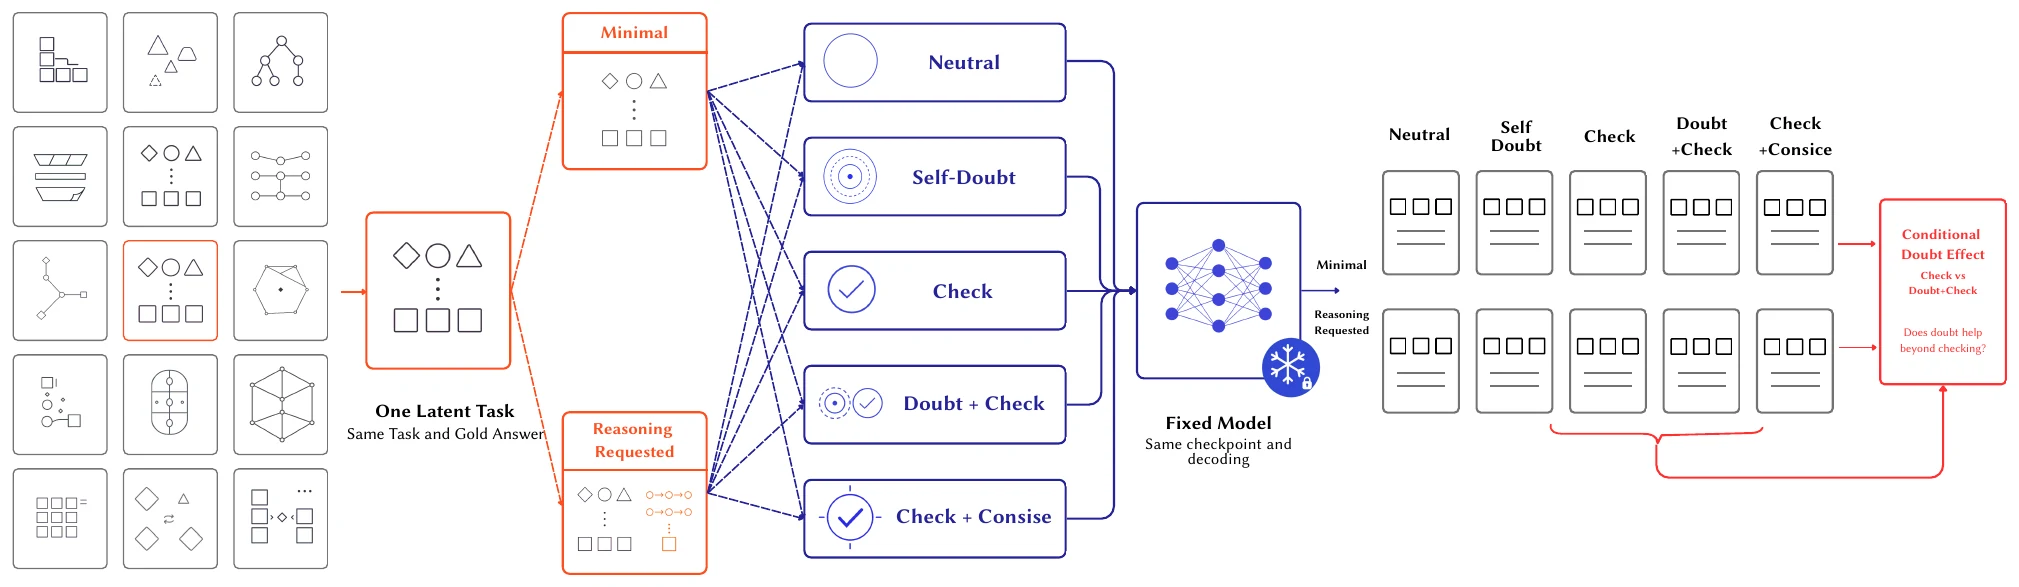 Minimal
Reasoning
Requested
One Latent Task
Same Task and Gold Answer
Neutral
Self-Doubt
Check
Doubt + Check
Check + Consise
Fixed Model
Same checkpoint and
decoding
Minimal
Reasoning
Requested
Neutral
Self
Doubt
Check
Doubt
+Check
Check
+Consice
Conditional
Doubt Effect
Check vs
Doubt+Check
Does doubt help
beyond checking?